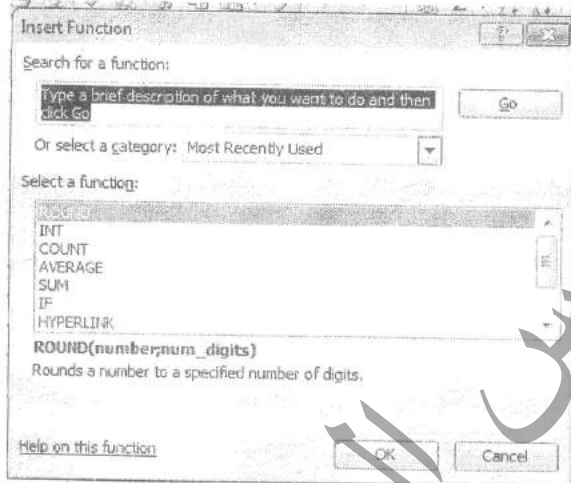 Insert Function
Search for a function:
Type a brief description of what you want to do and then
click Go
Go
Or select a category: Most Recently Used
Select a function:
ROUND
INT
COUNT
AVERAGE
SUM
IF
HYPERLINK
ROUND(number;num_digits)
Rounds a number to a specified number of digits.
Help on this function
OK
Cancel